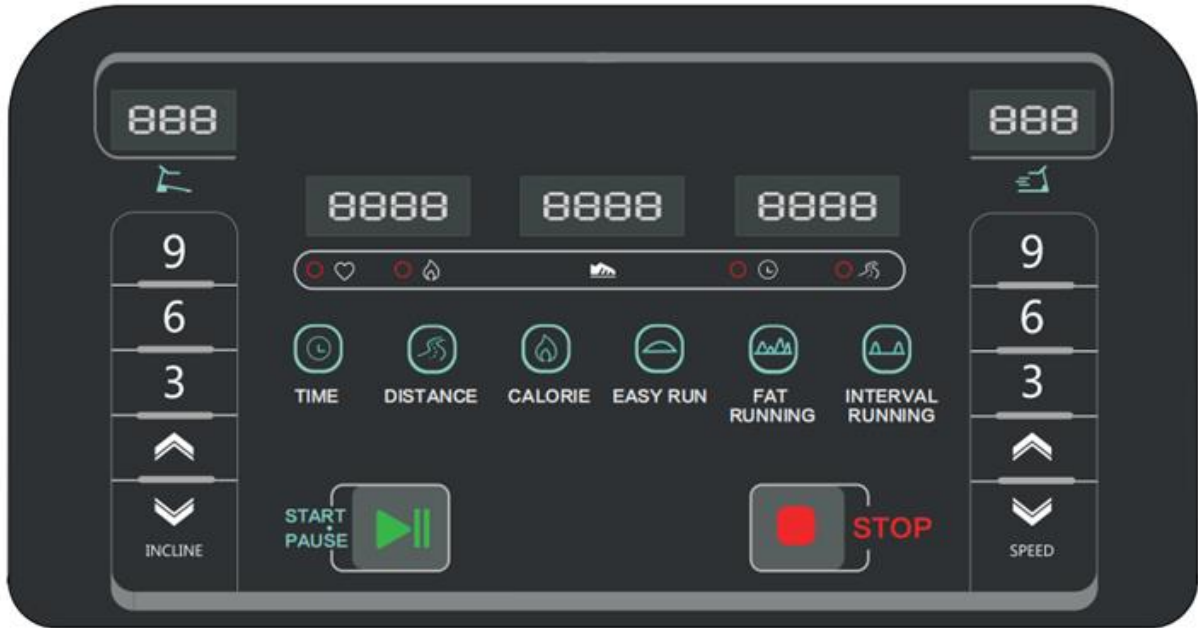 888
888
8888
8888
8888
9
6
3
INCLINE
9
6
3
SPEED
TIME
DISTANCE
CALORIE
EASY RUN
FAT
RUNNING
INTERVAL
RUNNING
START
PAUSE
STOP